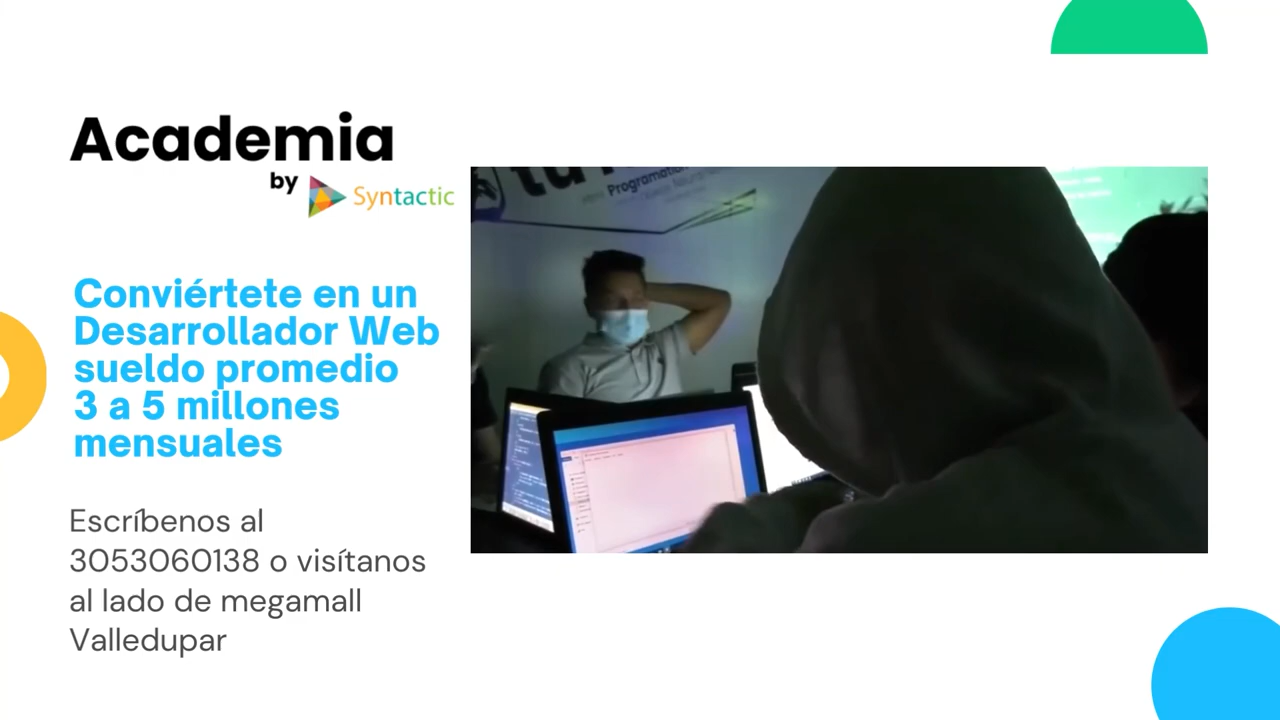 Academia
by Syntactic
Conviértete en un
Desarrollador Web
sueldo promedio
3 a 5 millones
mensuales
Escríbenos al
3053060138 o visítanos
al lado de megamall
Valledupar